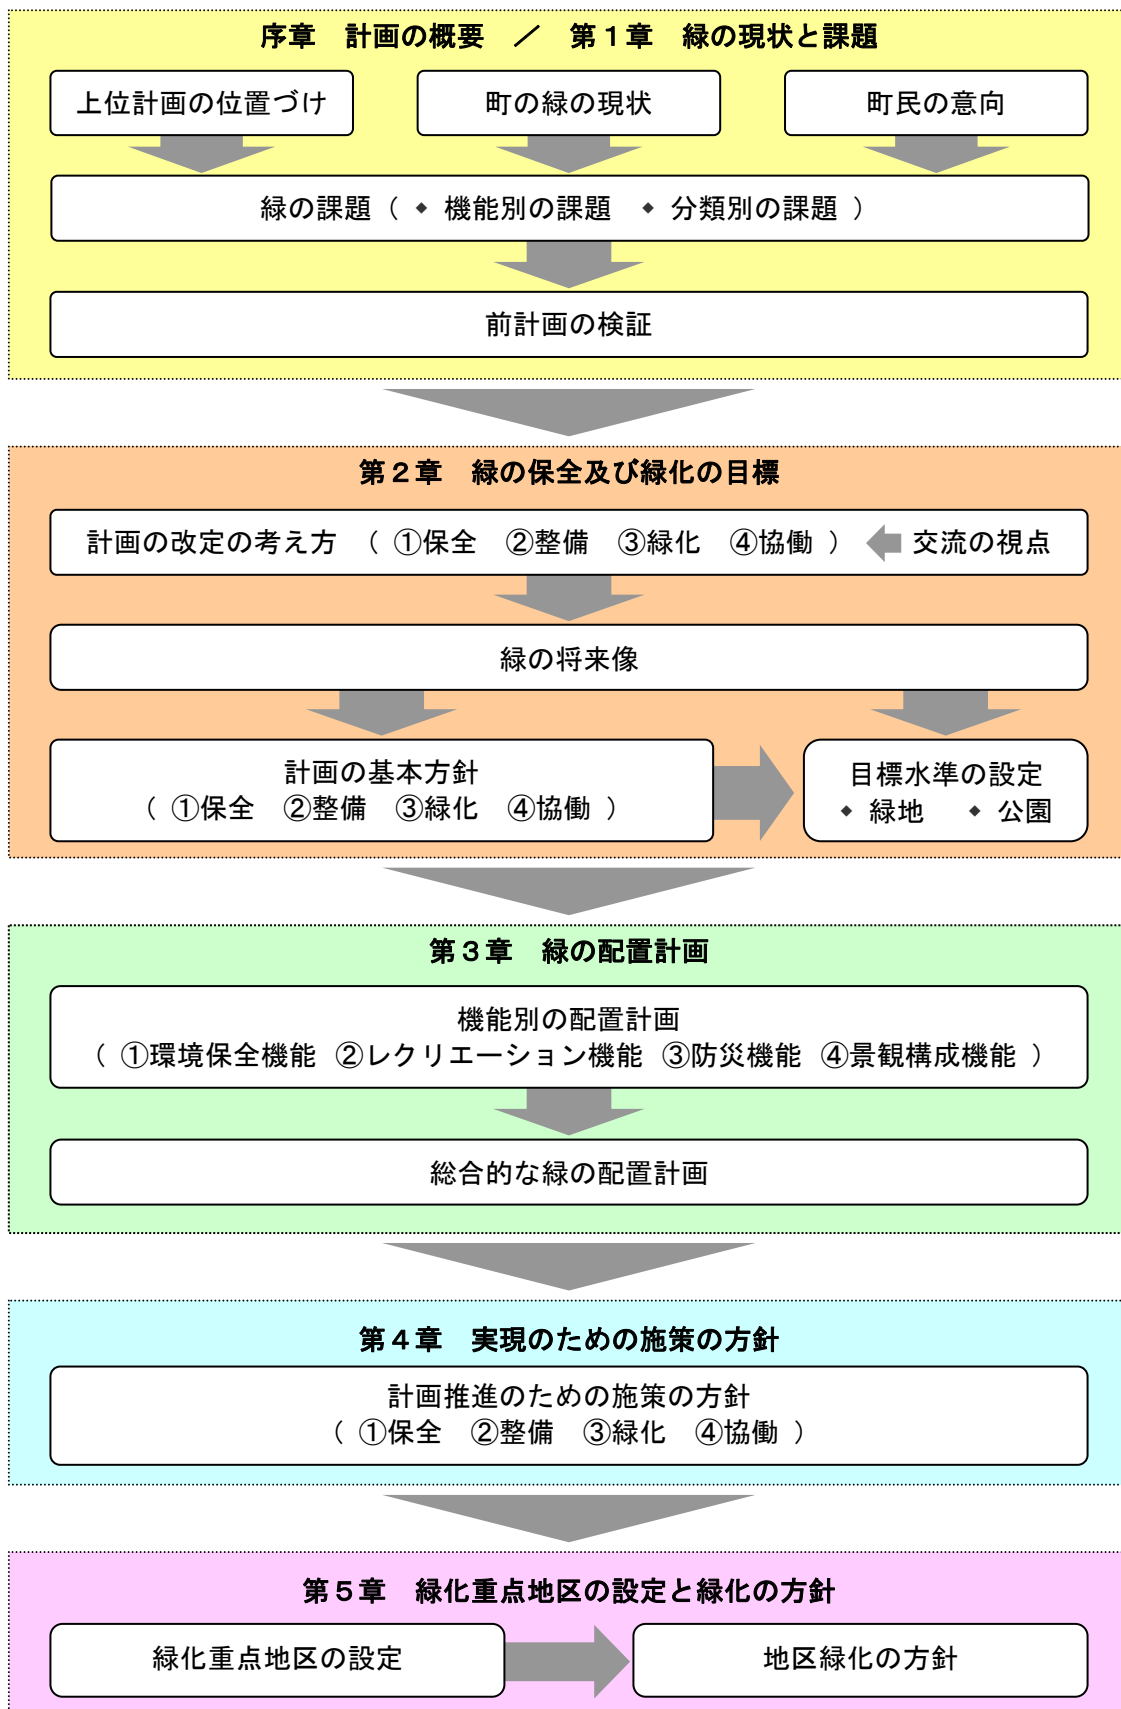 序章　計画の概要　／　第１章　緑の現状と課題
上位計画の位置づけ
町の緑の現状
町民の意向
緑の課題（ ◆ 機能別の課題　◆ 分類別の課題 ）
前計画の検証
第２章　緑の保全及び緑化の目標
計画の改定の考え方　（ ①保全　②整備　③緑化　④協働 ）
交流の視点
緑の将来像
計画の基本方針
（ ①保全　②整備　③緑化　④協働 ）
目標水準の設定
◆ 緑地　◆ 公園
第３章　緑の配置計画
機能別の配置計画
（ ①環境保全機能 ②レクリエーション機能 ③防災機能 ④景観構成機能 ）
総合的な緑の配置計画
第４章　実現のための施策の方針
計画推進のための施策の方針
（ ①保全　②整備　③緑化　④協働 ）
第５章　緑化重点地区の設定と緑化の方針
緑化重点地区の設定
地区緑化の方針